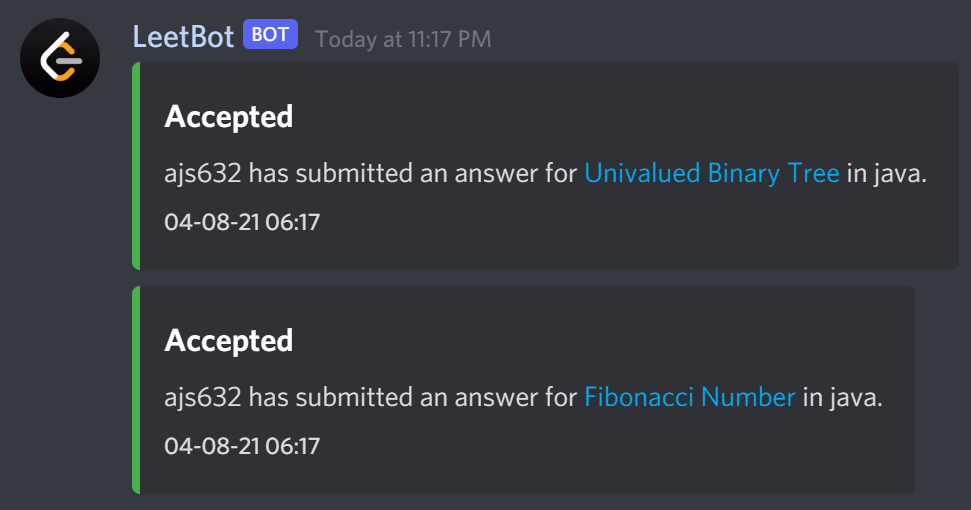 LeetBot BOT Today at 11:17 PM
Accepted
ajs632 has submitted an answer for Univalued Binary Tree in java.
04-08-21 06:17
Accepted
ajs632 has submitted an answer for Fibonacci Number in java.
04-08-21 06:17